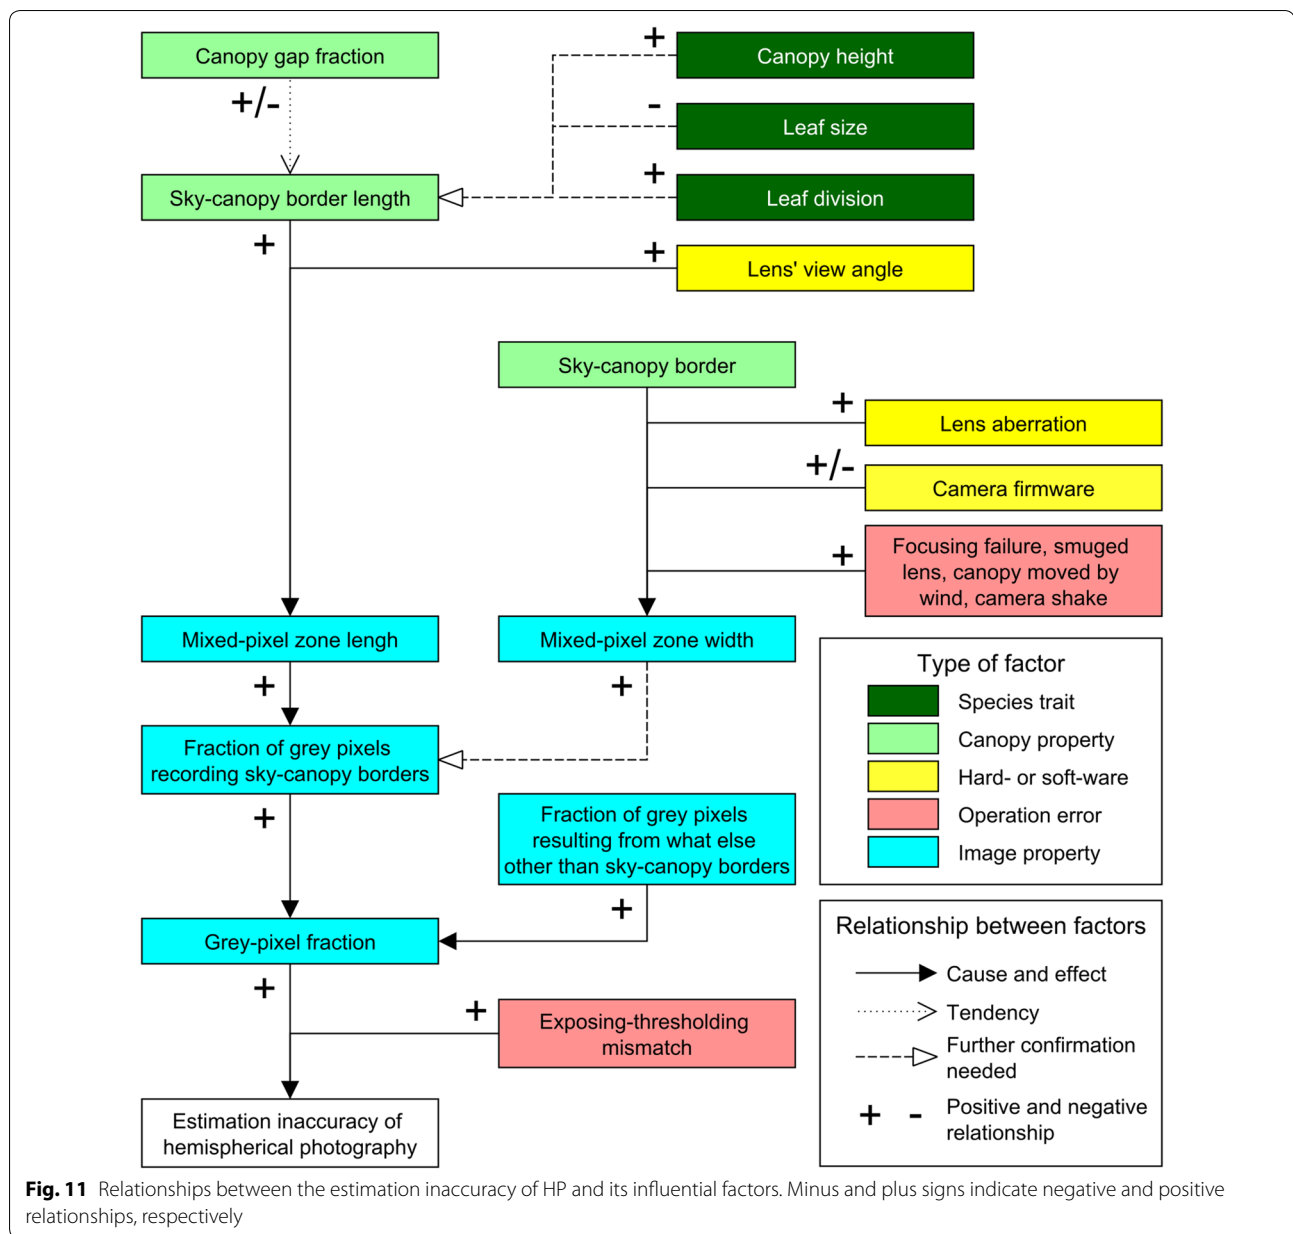 Canopy gap fraction
+/-
Sky-canopy border length
+
+
Canopy height
-
Leaf size
+
Leaf division
+
Lens' view angle
Sky-canopy border
+
Lens aberration
+/-
Camera firmware
+
Focusing failure, smuged
lens, canopy moved by
wind, camera shake
Mixed-pixel zone lengh
+
Mixed-pixel zone width
+
Fraction of grey pixels
recording sky-canopy borders
+
Fraction of grey pixels
resulting from what else
other than sky-canopy borders
+
Grey-pixel fraction
+
+
Exposing-thresholding
mismatch
Estimation inaccuracy of
hemispherical photography
Type of factor
Species trait
Canopy property
Hard- or soft-ware
Operation error
Image property
Relationship between factors
Cause and effect
Tendency
Further confirmation
needed
+ - Positive and negative
relationship
Fig. 11 Relationships between the estimation inaccuracy of HP and its influential factors. Minus and plus signs indicate negative and positive
relationships, respectively